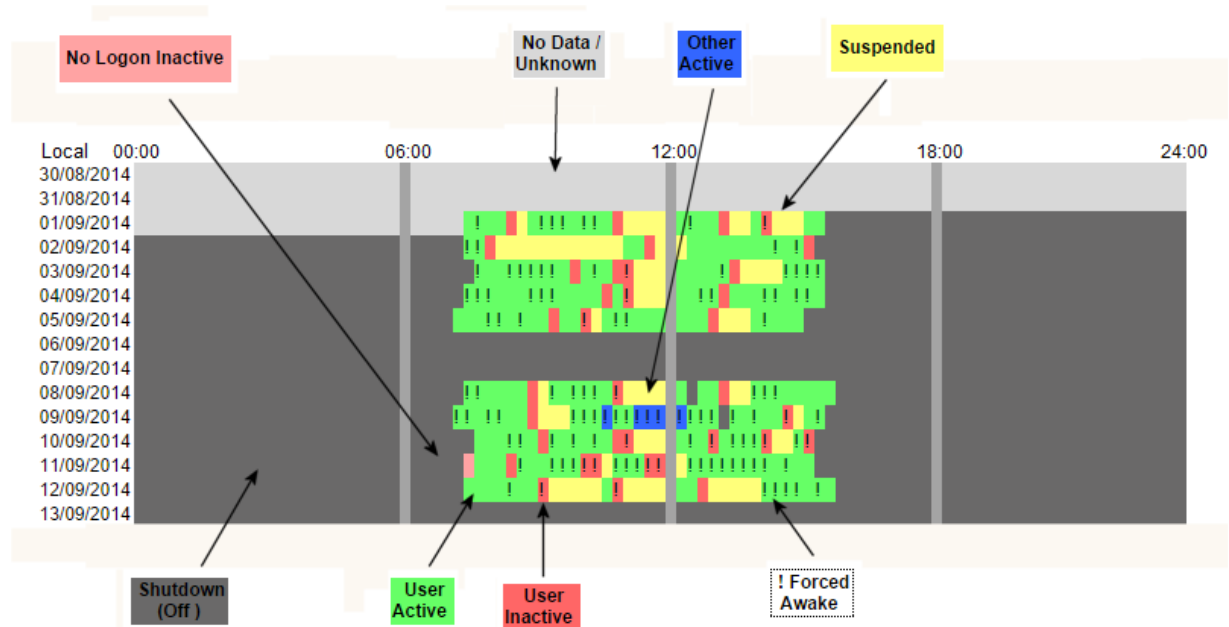 No Logon Inactive
No Data /
Unknown
Other
Active
Suspended
Local 00:00 06:00 12:00 18:00 24:00
30/08/2014
31/08/2014
01/09/2014
02/09/2014
03/09/2014
04/09/2014
05/09/2014
06/09/2014
07/09/2014
08/09/2014
09/09/2014
10/09/2014
11/09/2014
12/09/2014
13/09/2014
Shutdown
(Off )
User
Active
User
Inactive
! Forced
Awake